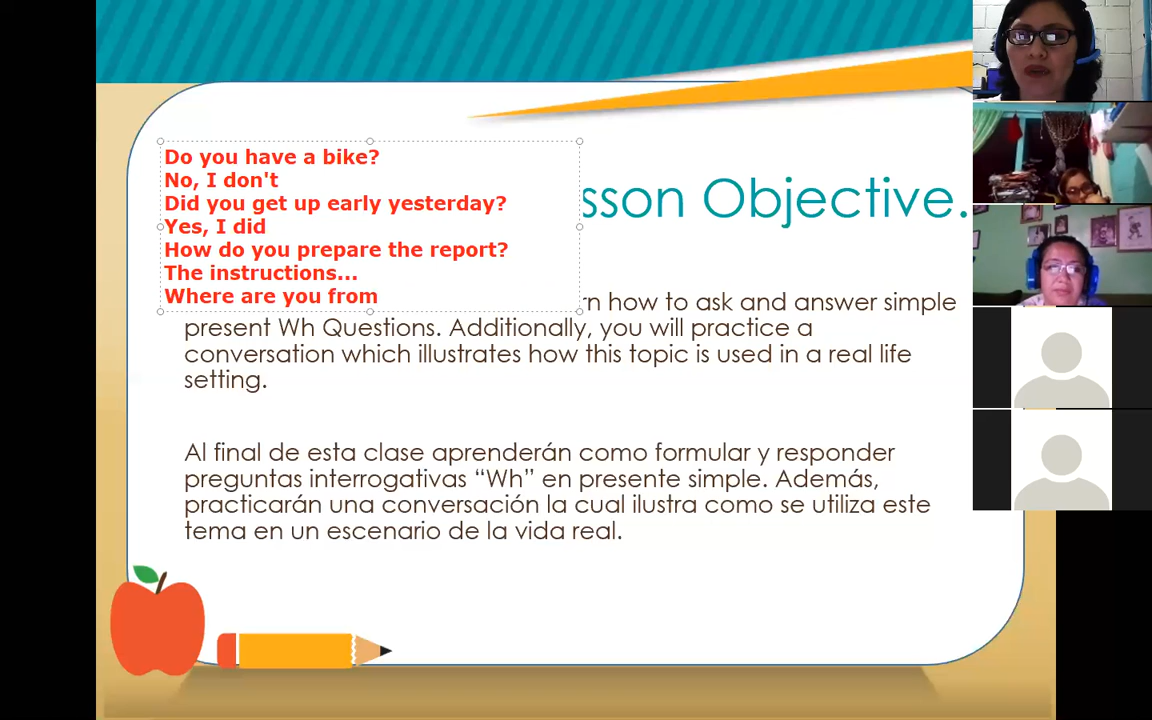 Do you have a bike?
No, I don't
Did you get up early yesterday?
Yes, I did
How do you prepare the report?
The instructions...
Where are you from
sson Objective.
rn how to ask and answer simple
present Wh Questions. Additionally, you will practice a
conversation which illustrates how this topic is used in a real life
setting.
Al final de esta clase aprenderán como formular y responder
preguntas interrogativas “Wh” en presente simple. Además,
practicarán una conversación la cual ilustra como se utiliza este
tema en un escenario de la vida real.